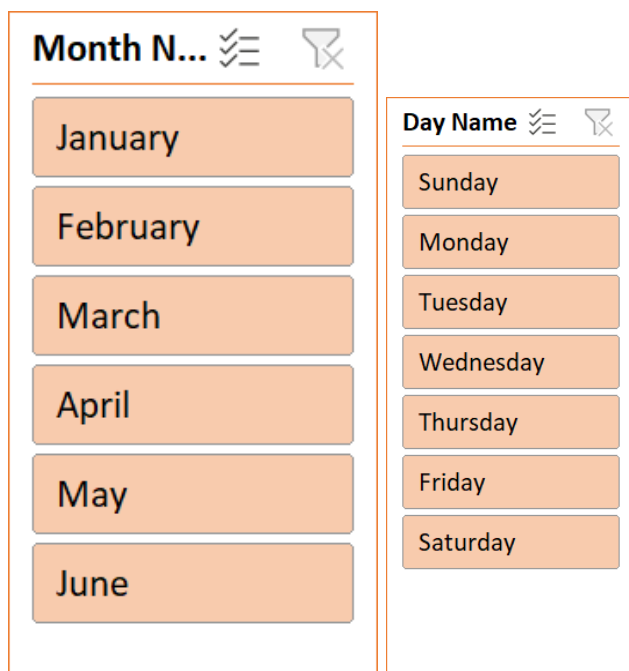 Month N...
January
February
March
April
May
June
Day Name
Sunday
Monday
Tuesday
Wednesday
Thursday
Friday
Saturday